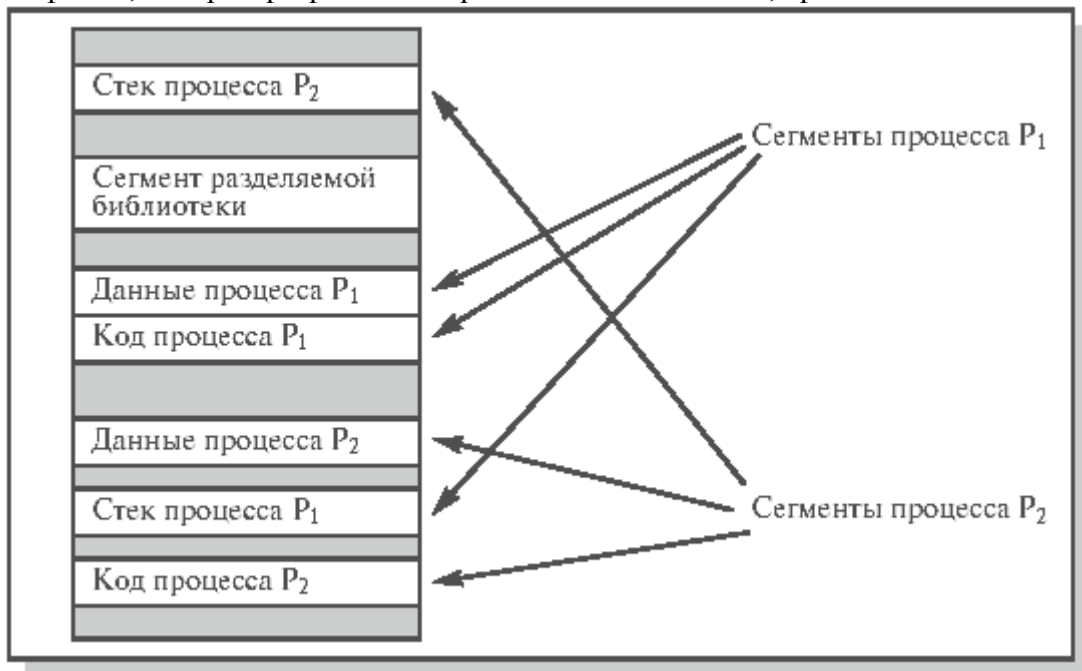 Стек процесса P₂
Сегменты процесса P₁
Сегмент разделяемой
библиотеки
Данные процесса P₁
Код процесса P₁
Данные процесса P₂
Стек процесса P₁
Сегменты процесса P₂
Код процесса P₂